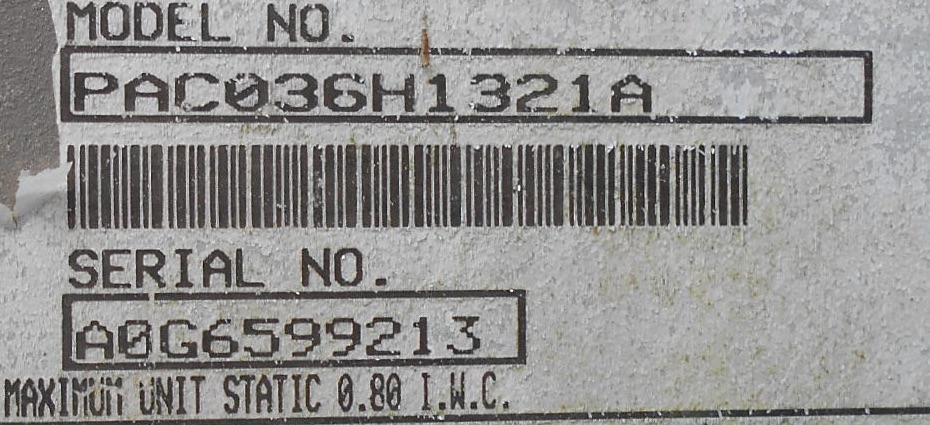 MODEL NO.
PAC036H1321A
SERIAL NO.
A0G6599213
MAXIMUM UNIT STATIC 0.80 I.W.C.